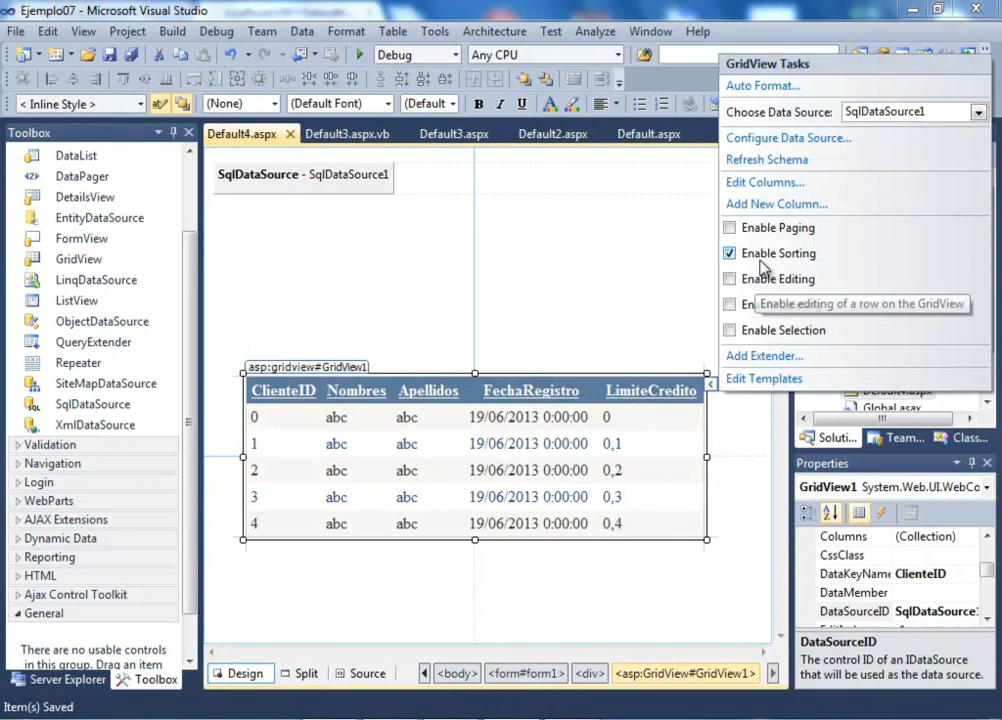 Ejemplo07 - Microsoft Visual Studio
File Edit View Project Build Debug Team Data Format Table Tools Architecture Test Analyze Window Help
Debug Any CPU
< Inline Style > (None) (Default Font) (Default B I U
Toolbox
DataList
DataPager
DetailsView
EntityDataSource
FormView
GridView
LinqDataSource
ListView
ObjectDataSource
QueryExtender
Repeater
SiteMapDataSource
SqlDataSource
XmlDataSource
Validation
Navigation
Login
WebParts
AJAX Extensions
Dynamic Data
Reporting
HTML
Ajax Control Toolkit
General
There are no usable controls
in this group. Drag an item
Server Explorer Toolbox
Default4.aspx Default3.aspx.vb Default3.aspx Default2.aspx Default.aspx
SqlDataSource - SqlDataSource1
asp:gridview#GridView1
ClienteID Nombres Apellidos FechaRegistro LimiteCredito
0 abc abc 19/06/2013 0:00:00 0
1 abc abc 19/06/2013 0:00:00 0,1
2 abc abc 19/06/2013 0:00:00 0,2
3 abc abc 19/06/2013 0:00:00 0,3
4 abc abc 19/06/2013 0:00:00 0,4
Design Split Source <body> <form#form1> <div> <asp:GridView#GridView1>
GridView Tasks
Auto Format...
Choose Data Source: SqlDataSource1
Configure Data Source...
Refresh Schema
Edit Columns...
Add New Column...
Enable Paging
Enable Sorting
Enable Editing
En
Enable editing of a row on the GridView
Enable Selection
Add Extender...
Edit Templates
Default4.aspx
Global.asax
Soluti... Team... Class...
Properties
GridView1 System.Web.UI.WebCo
Columns (Collection)
CssClass
DataKeyName ClienteID
DataMember
DataSourceID SqlDataSource1
DataSourceID
The control ID of an IDataSource
that will be used as the data source.
Item(s) Saved